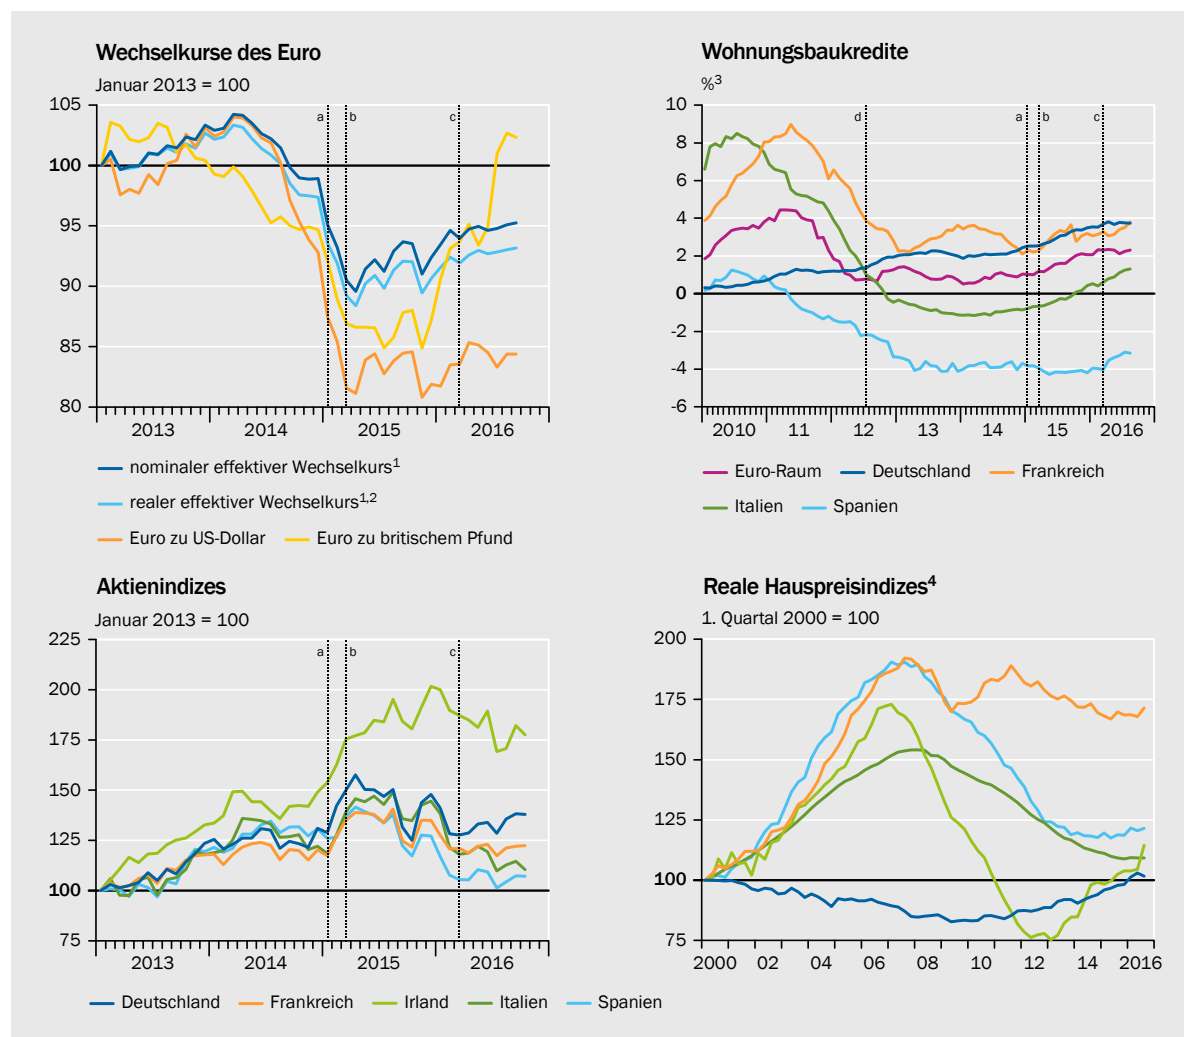 Wechselkurse des Euro
Januar 2013 = 100
105
100
95
90
85
80
a
b
c
2013
2014
2015
2016
nominaler effektiver Wechselkurs1
realer effektiver Wechselkurs1,2
Euro zu US-Dollar Euro zu britischem Pfund
Wohnungsbaukredite
%3
10
8
6
4
2
0
-2
-4
-6
d
a
b
c
2010
11
12
13
14
15
2016
Euro-Raum Deutschland Frankreich
Italien Spanien
Aktienindizes
Januar 2013 = 100
225
200
175
150
125
100
75
a
b
c
2013
2014
2015
2016
Reale Hauspreisindizes4
1. Quartal 2000 = 100
200
175
150
125
100
75
2000
02
04
06
08
10
12
14
2016
Deutschland Frankreich Irland Italien Spanien